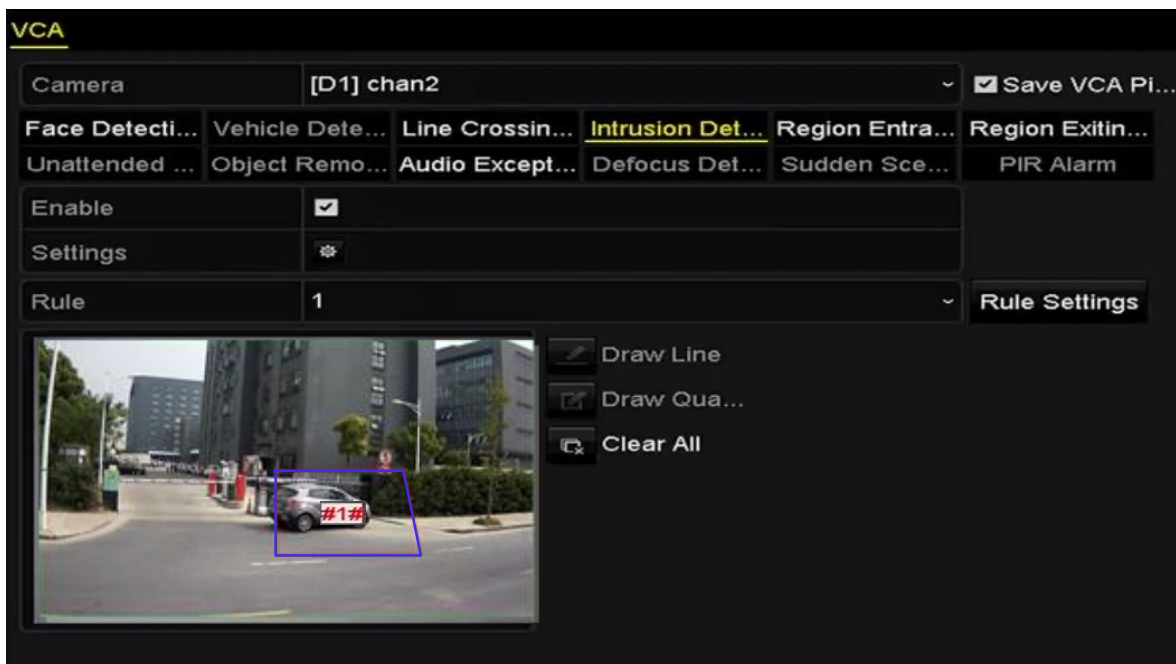 VCA
Camera [D1] chan2 Save VCA Pi...
Face Detecti... Vehicle Dete... Line Crossin... Intrusion Det... Region Entra... Region Exitin...
Unattended ... Object Remo... Audio Except... Defocus Det... Sudden Sce... PIR Alarm
Enable
Settings
Rule 1 Rule Settings
Draw Line
Draw Qua...
Clear All
#1#